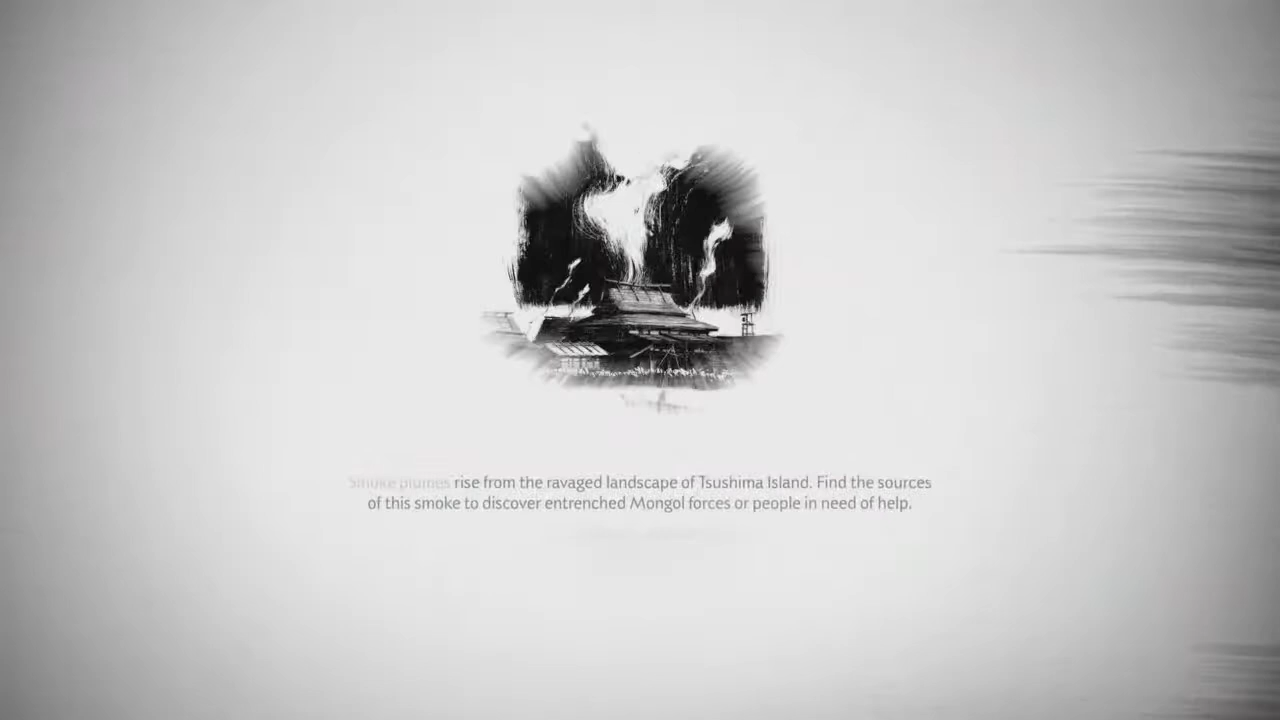 Smoke plumes rise from the ravaged landscape of Tsushima Island. Find the sources
of this smoke to discover entrenched Mongol forces or people in need of help.